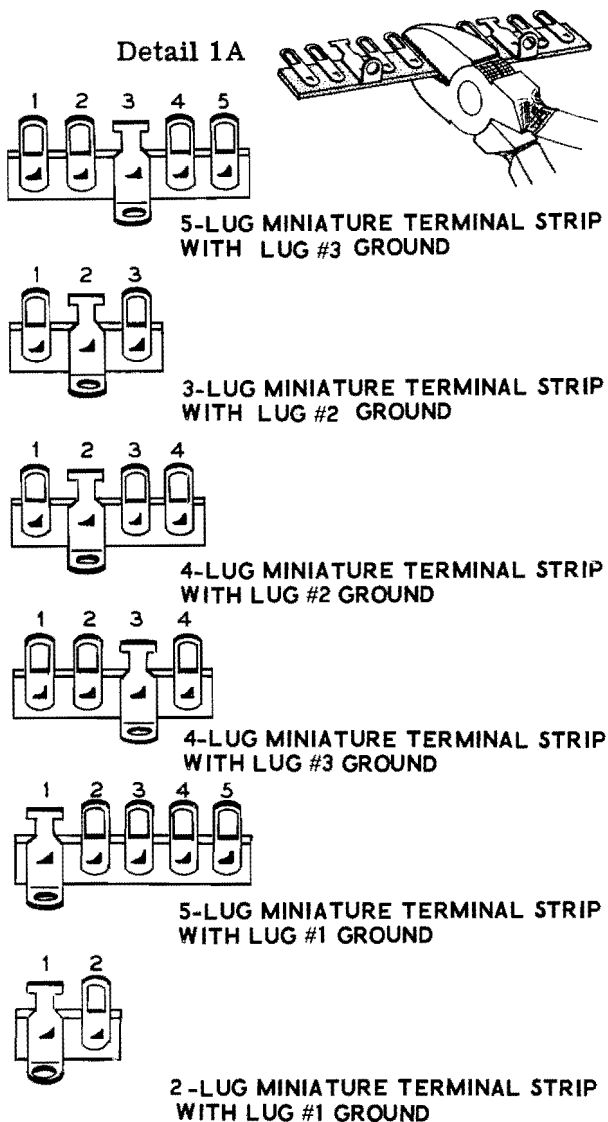 Detail 1A
1 2 3 4 5
5-LUG MINIATURE TERMINAL STRIP
WITH LUG #3 GROUND
1 2 3
3-LUG MINIATURE TERMINAL STRIP
WITH LUG #2 GROUND
1 2 3 4
4-LUG MINIATURE TERMINAL STRIP
WITH LUG #2 GROUND
1 2 3 4
4-LUG MINIATURE TERMINAL STRIP
WITH LUG #3 GROUND
1 2 3 4 5
5-LUG MINIATURE TERMINAL STRIP
WITH LUG #1 GROUND
1 2
2-LUG MINIATURE TERMINAL STRIP
WITH LUG #1 GROUND